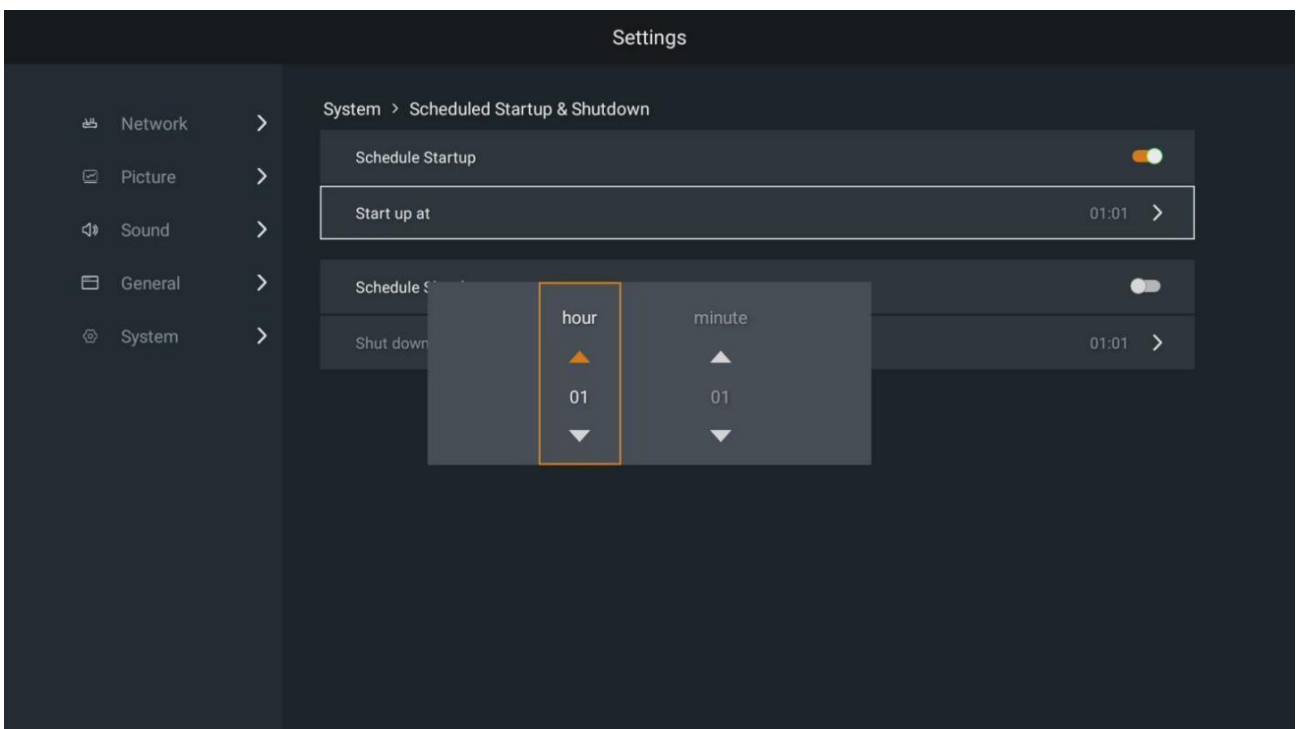 Settings
System > Scheduled Startup & Shutdown
Network
Picture
Sound
General
System
Schedule Startup
Start up at 01:01
Schedule
Shut down 01:01
hour minute
01 01